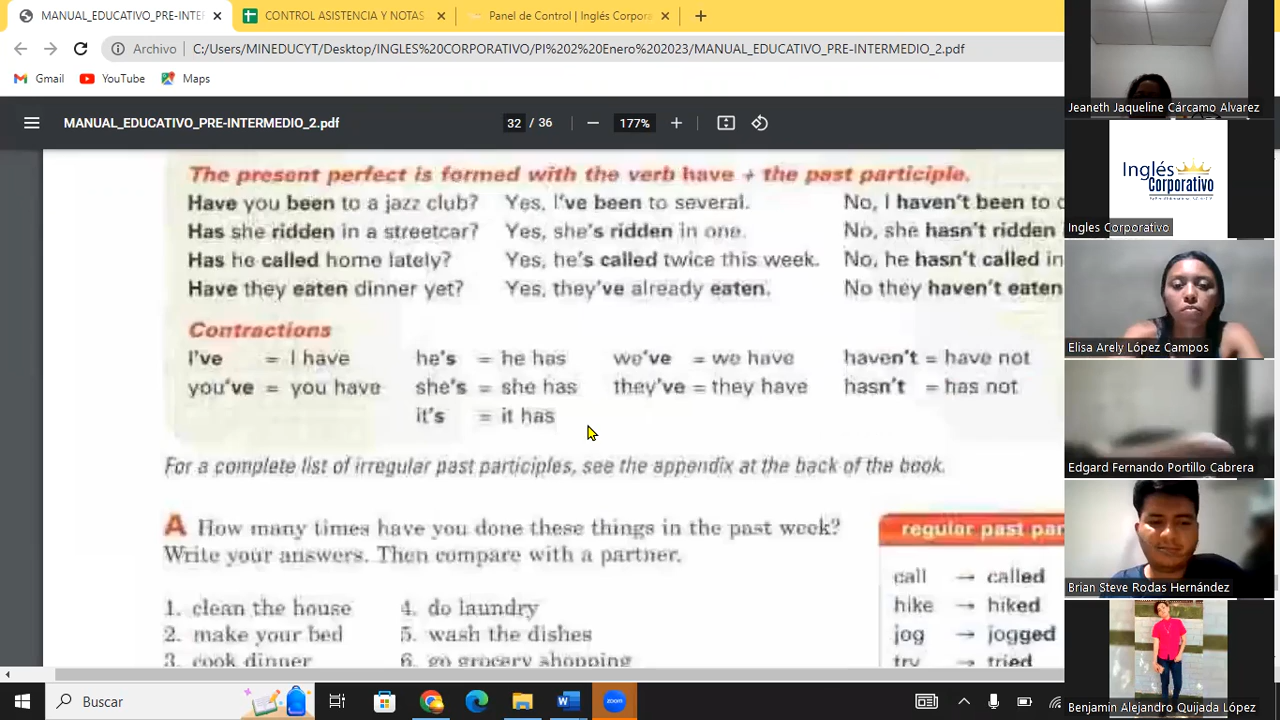 MANUAL_EDUCATIVO_PRE-INTER
CONTROL ASISTENCIA Y NOTAS
Panel de Control | Inglés Corpora
Archivo
C:/Users/MINEDUCYT/Desktop/INGLES%20CORPORATIVO/PI%202%20Enero%202023/MANUAL_EDUCATIVO_PRE-INTERMEDIO_2.pdf
Gmail
YouTube
Maps
MANUAL_EDUCATIVO_PRE-INTERMEDIO_2.pdf
32 / 36
177%
The present perfect is formed with the verb have + the past participle.
Have you been to a jazz club? Yes, I've been to several. No, I haven't been to
Has she ridden in a streetcar? Yes, she's ridden in one. No, she hasn't ridden
Has he called home lately? Yes, he's called twice this week. No, he hasn't called in
Have they eaten dinner yet? Yes, they've already eaten. No they haven't eaten
Contractions
I've = I have he's = he has we've = we have haven't = have not
you've = you have she's = she has they've = they have hasn't = has not
it's = it has
For a complete list of irregular past participles, see the appendix at the back of the book.
A How many times have you done these things in the past week?
Write your answers. Then compare with a partner.
regular past par
1. clean the house 4. do laundry
2. make your bed 5. wash the dishes
3. cook dinner 6. go grocery shopping
call → called
hike → hiked
jog → jogged
try → tried
Jeaneth Jaqueline Cárcamo Alvarez
Inglés
Corporativo
Ingles Corporativo
Elisa Arely López Campos
Edgard Fernando Portillo Cabrera
Brian Steve Rodas Hernández
Benjamin Alejandro Quijada López
Buscar
zoom